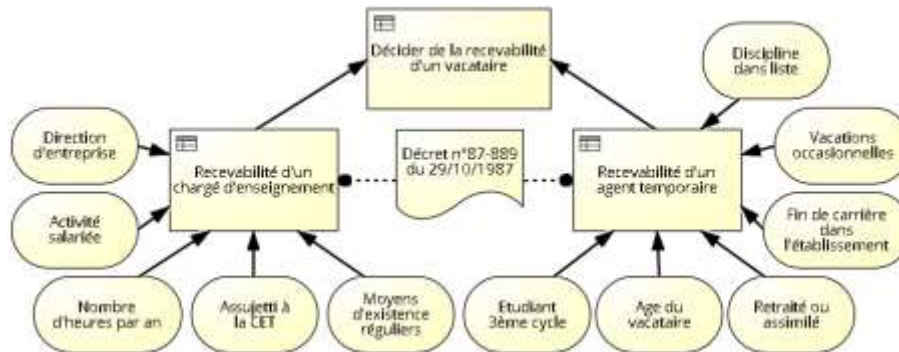 Décider de la recevabilité
d'un vacataire
Discipline
dans liste
Direction
d'entreprise
Recevabilité d'un
chargé d'enseignement
Décret n°87-889
du 29/10/1987
Recevabilité d'un
agent temporaire
Vacations
occasionnelles
Activité
salariée
Fin de carrière
dans
l'établissement
Nombre
d'heures par an
Assujetti à
la CET
Moyens
d'existence
réguliers
Etudiant
3ème cycle
Age du
vacataire
Retraité ou
assimilé